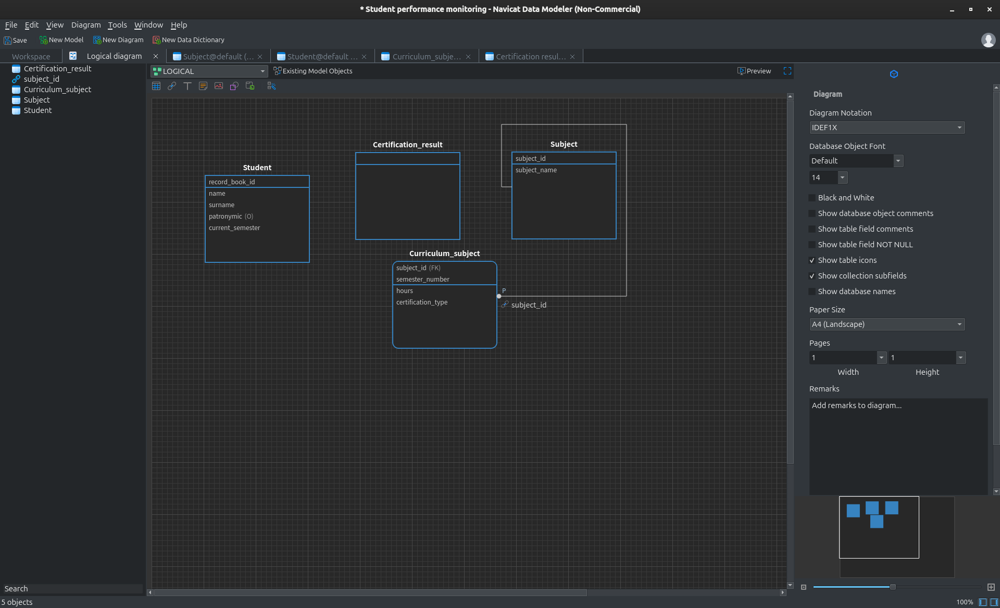 * Student performance monitoring - Navicat Data Modeler (Non-Commercial)
File Edit View Diagram Tools Window Help
Save New Model New Diagram New Data Dictionary
Workspace Logical diagram Subject@default (... Student@default ... Curriculum_subje... Certification resul...
Certification_result
subject_id
Curriculum_subject
Subject
Student
LOGICAL Existing Model Objects Preview
Student
record_book_id
name
surname
patronymic (O)
current_semester
Certification_result
Subject
subject_id
subject_name
Curriculum_subject
subject_id (FK)
semester_number
hours
certification_type
P
subject_id
Diagram
Diagram Notation
IDEF1X
Database Object Font
Default
14
Black and White
Show database object comments
Show table field comments
Show table field NOT NULL
Show table icons
Show collection subfields
Show database names
Paper Size
A4 (Landscape)
Pages
1 1
Width Height
Remarks
Add remarks to diagram...
Search
5 objects
100%